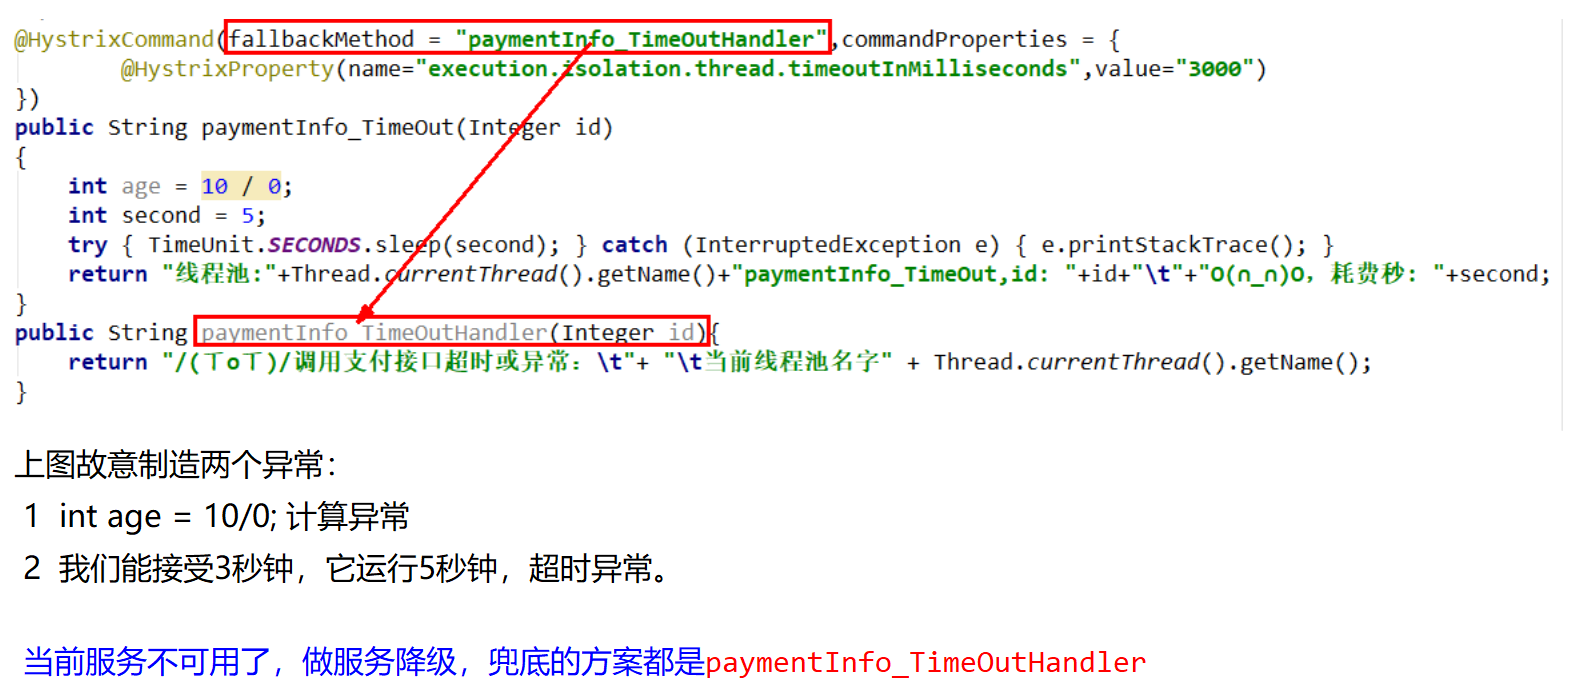 @HystrixCommand(fallbackMethod = "paymentInfo_TimeOutHandler",commandProperties = {
@HystrixProperty(name="execution.isolation.thread.timeoutInMilliseconds",value="3000")
})
public String paymentInfo_TimeOut(Integer id)
{
int age = 10 / 0;
int second = 5;
try { TimeUnit.SECONDS.sleep(second); } catch (InterruptedException e) { e.printStackTrace(); }
return "线程池:"+Thread.currentThread().getName()+"paymentInfo_TimeOut,id: "+id+"\t"+"O(∩_∩)O，耗费秒: "+second;
}
public String paymentInfo_TimeOutHandler(Integer id){
return "/(ㄒoㄒ)/调用支付接口超时或异常：\t"+ "\t当前线程池名字" + Thread.currentThread().getName();
}
上图故意制造两个异常：
1 int age = 10/0; 计算异常
2 我们能接受3秒钟，它运行5秒钟，超时异常。
当前服务不可用了，做服务降级，兜底的方案都是paymentInfo_TimeOutHandler